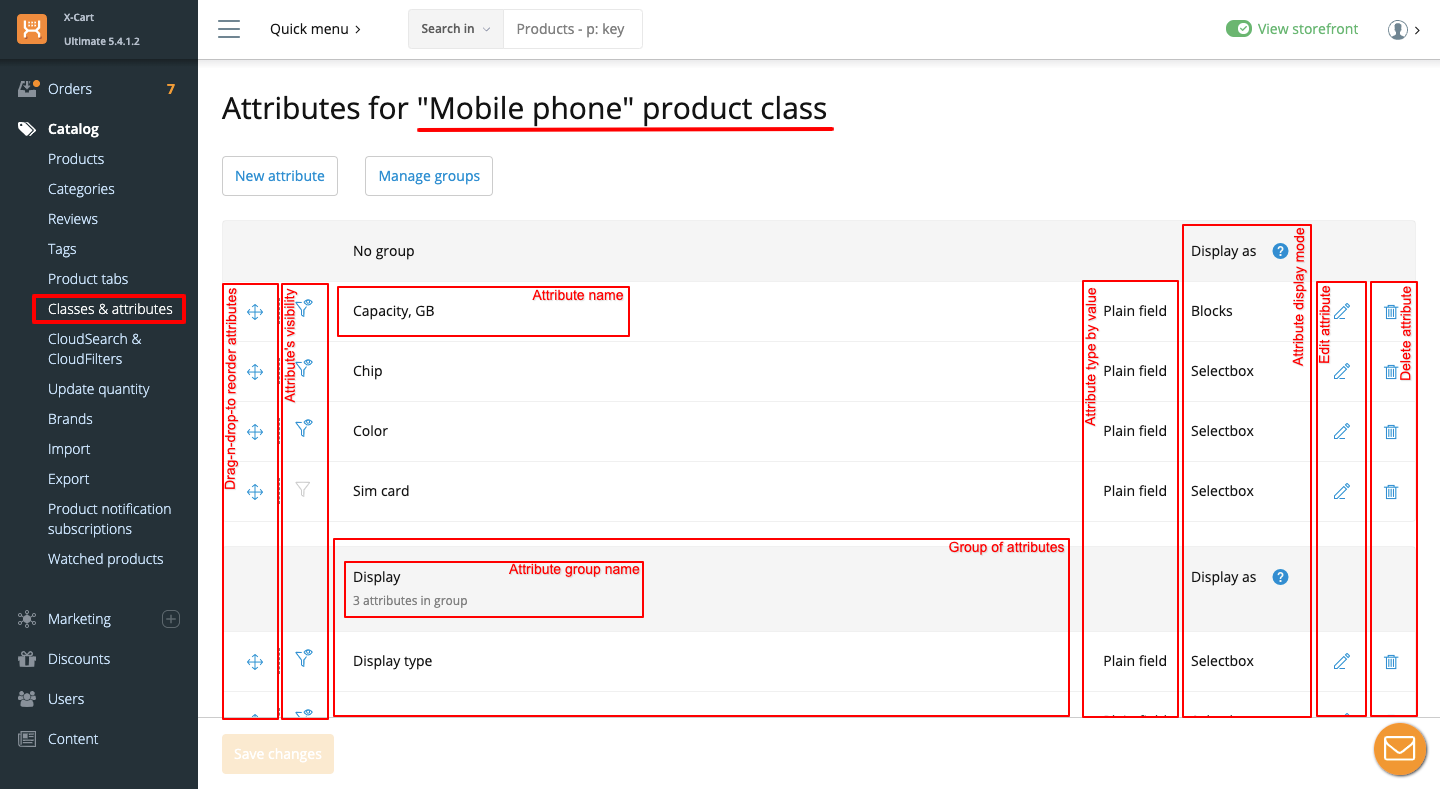 X-Cart
Ultimate 5.4.1.2
Quick menu
Search in
Products - p: key
View storefront
Orders 7
Catalog
Products
Categories
Reviews
Tags
Product tabs
Classes & attributes
CloudSearch &
CloudFilters
Update quantity
Brands
Import
Export
Product notification
subscriptions
Watched products
Marketing
Discounts
Users
Content
Attributes for "Mobile phone" product class
New attribute
Manage groups
No group
Display as ?
Drag-n-drop-to reorder attributes
Attribute's visibility
Attribute name
Attribute type by value
Attribute display mode
Edit attribute
Delete attribute
Capacity, GB Plain field Blocks
Chip Plain field Selectbox
Color Plain field Selectbox
Sim card Plain field Selectbox
Group of attributes
Attribute group name
Display
3 attributes in group
Display as ?
Display type Plain field Selectbox
Save changes